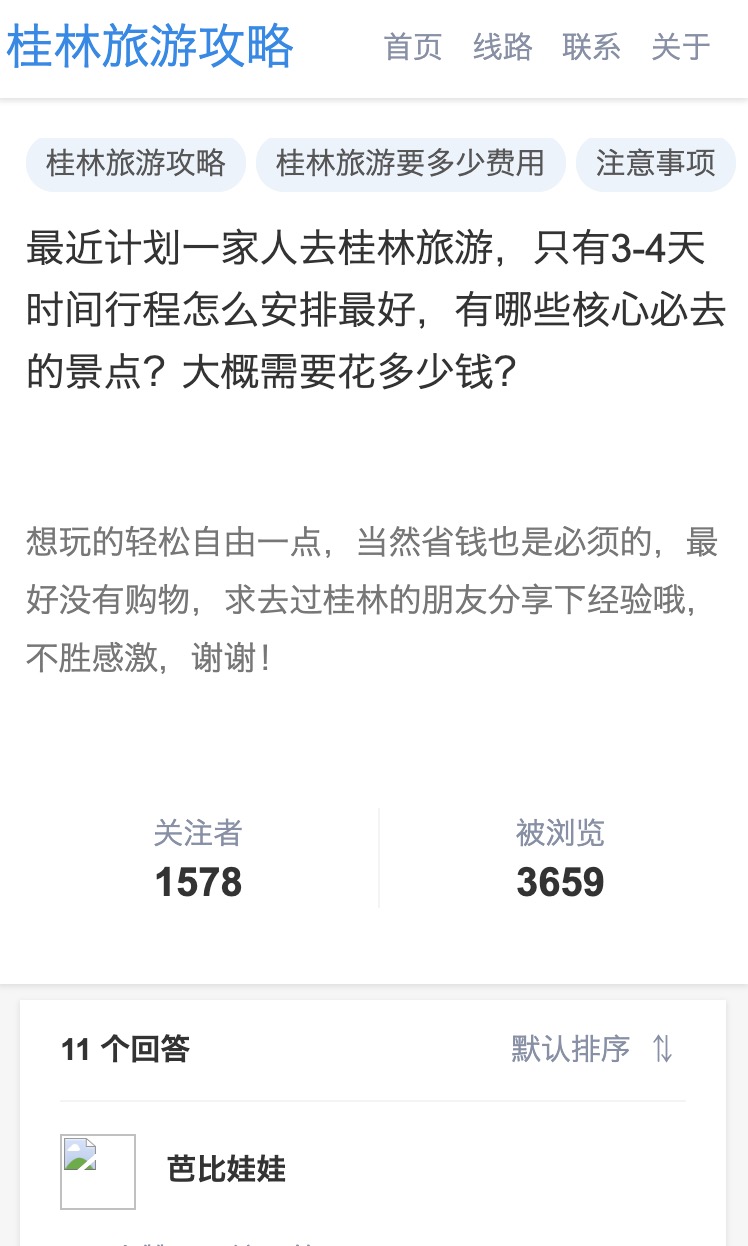 桂林旅游攻略 首页 线路 联系 关于
桂林旅游攻略 桂林旅游要多少费用 注意事项
最近计划一家人去桂林旅游，只有3-4天
时间行程怎么安排最好，有哪些核心必去
的景点？大概需要花多少钱？
想玩的轻松自由一点，当然省钱也是必须的，最
好没有购物，求去过桂林的朋友分享下经验哦，
不胜感激，谢谢！
关注者 被浏览
1578 3659
11 个回答 默认排序
芭比娃娃